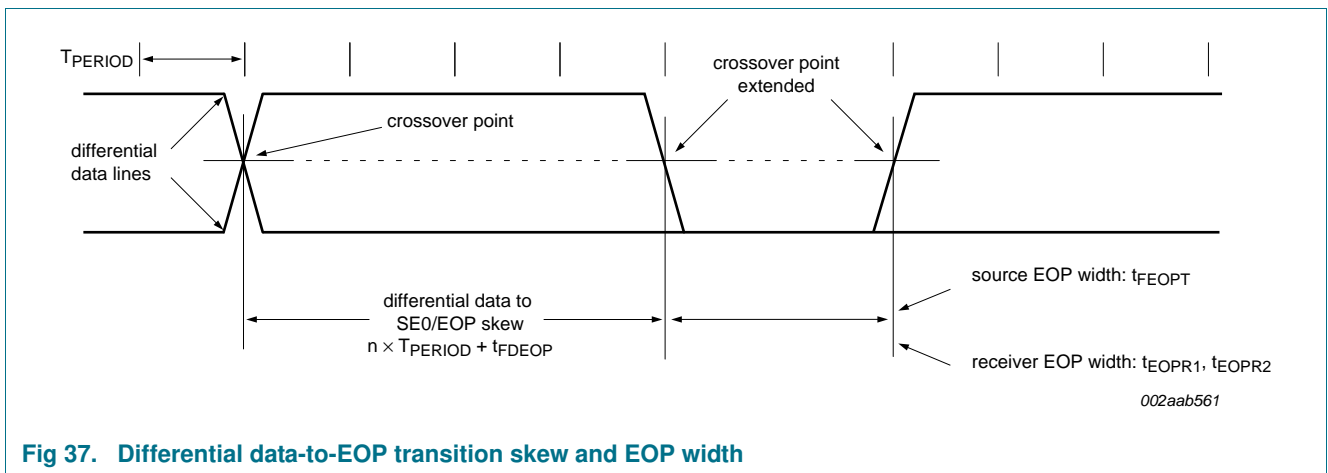 TPERIOD
crossover point
extended
crossover point
differential
data lines
differential data to
SE0/EOP skew
n × TPERIOD + tFDEOP
source EOP width: tFEOPT
receiver EOP width: tEOPR1, tEOPR2
002aab561
Fig 37. Differential data-to-EOP transition skew and EOP width